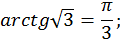 arctg√3 = π/3;